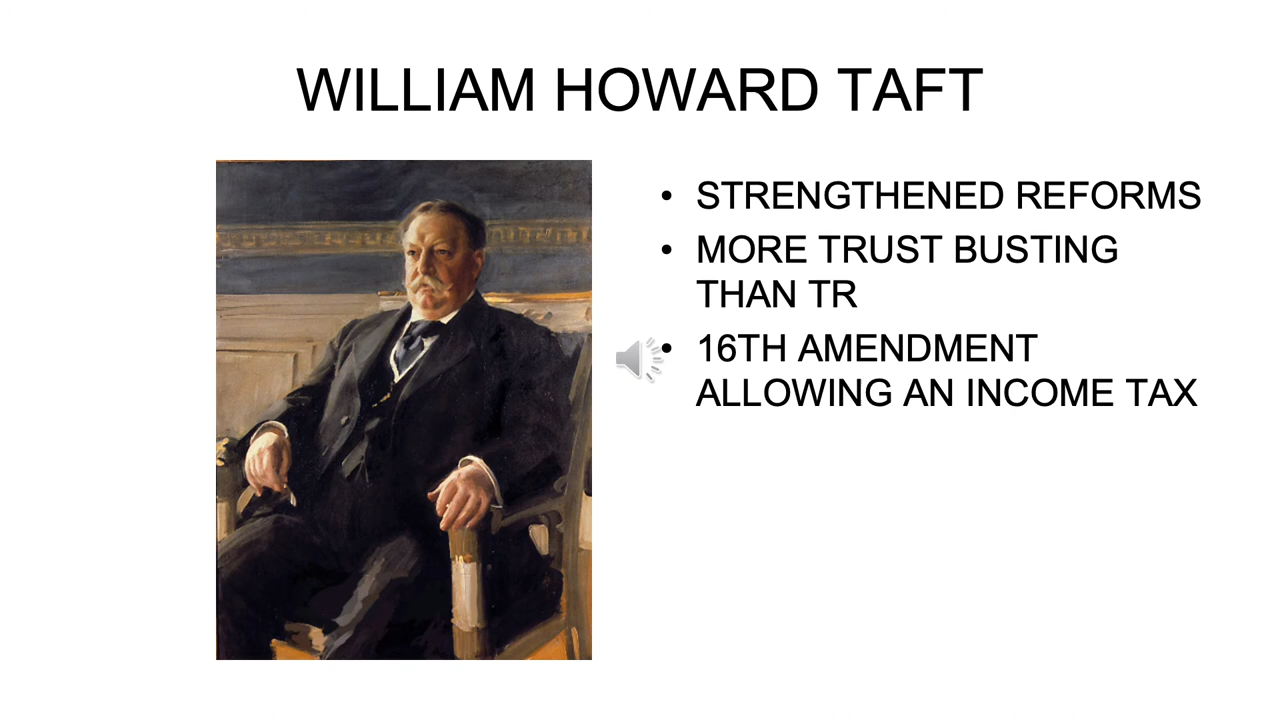 WILLIAM HOWARD TAFT
• STRENGTHENED REFORMS
• MORE TRUST BUSTING
THAN TR
• 16TH AMENDMENT
ALLOWING AN INCOME TAX